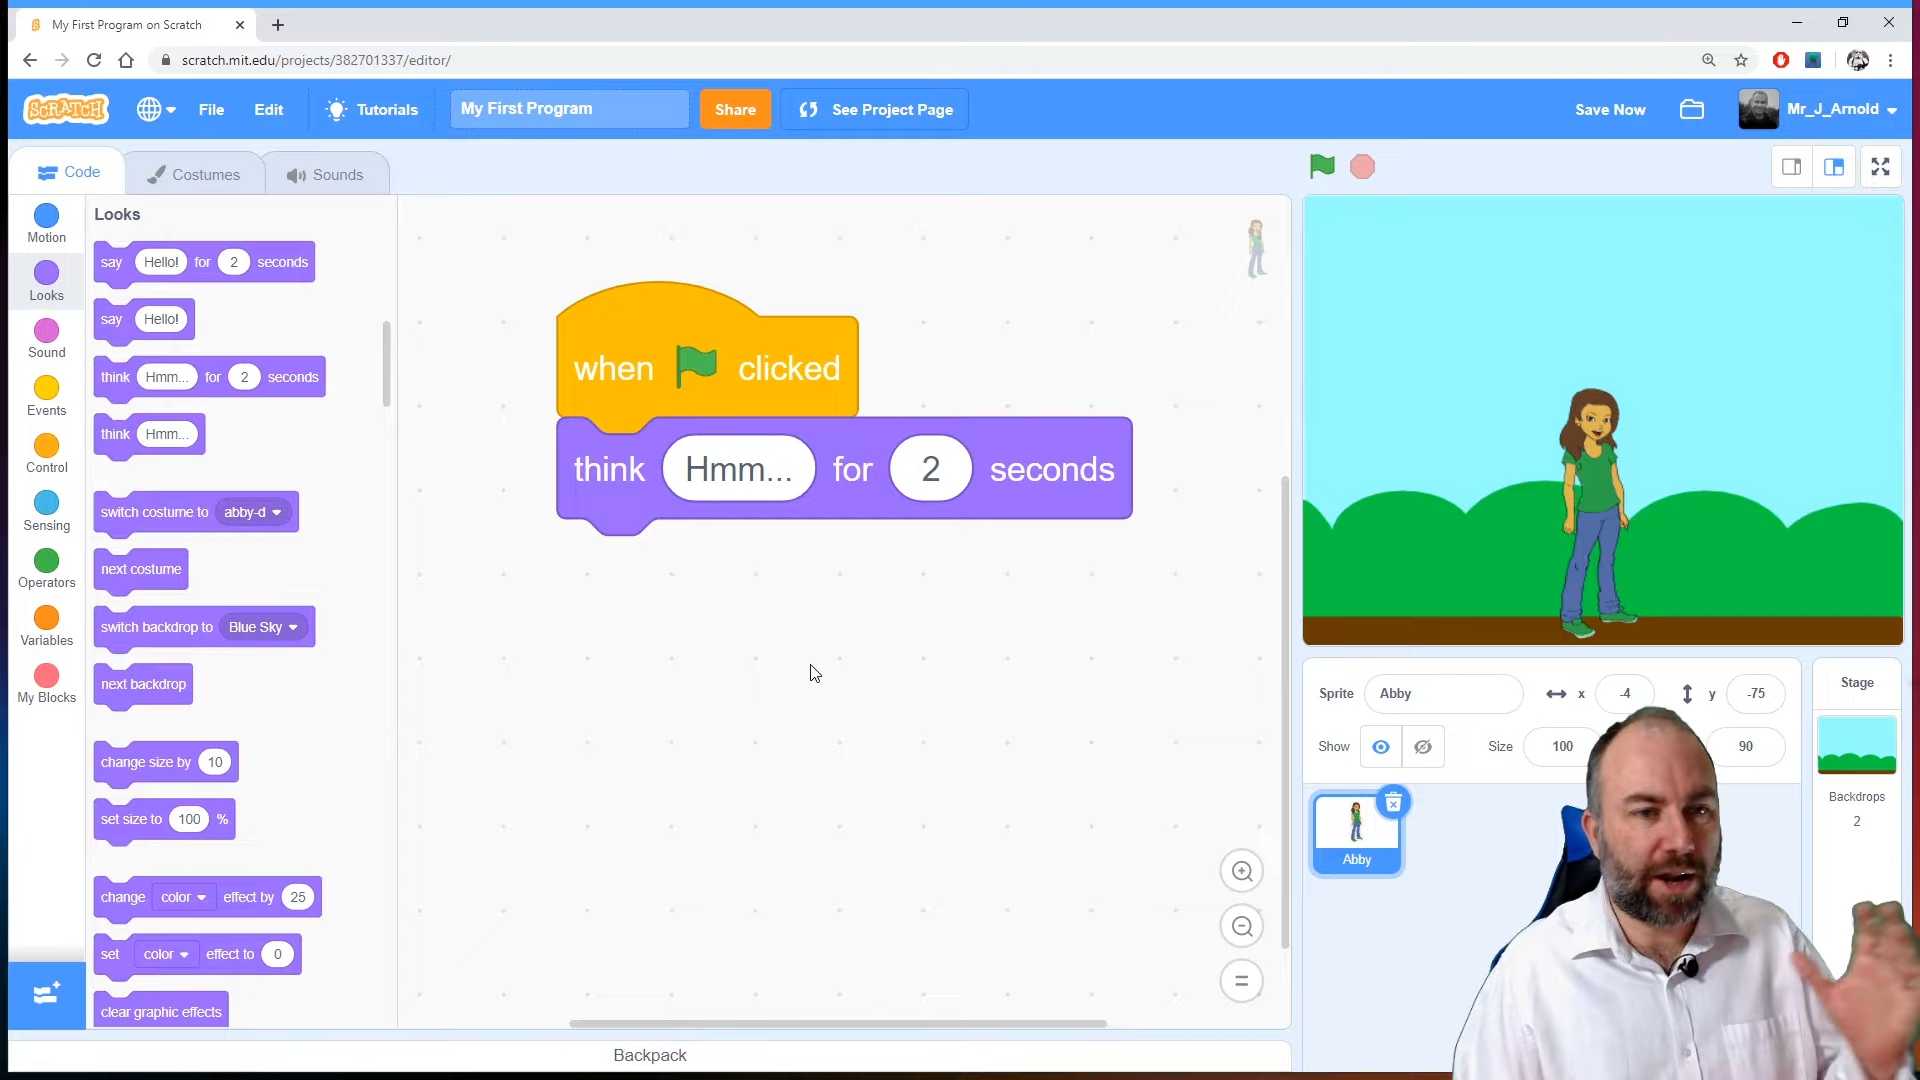 My First Program on Scratch
scratch.mit.edu/projects/382701337/editor/
SCRATCH
File
Edit
Tutorials
My First Program
Share
See Project Page
Save Now
Mr_J_Arnold
Code
Costumes
Sounds
Motion
Looks
Sound
Events
Control
Sensing
Operators
Variables
My Blocks
Looks
say Hello! for 2 seconds
say Hello!
think Hmm... for 2 seconds
think Hmm...
switch costume to abby-d
next costume
switch backdrop to Blue Sky
next backdrop
change size by 10
set size to 100 %
change color effect by 25
set color effect to 0
clear graphic effects
when clicked
think Hmm... for 2 seconds
Backpack
Sprite Abby x -4 y -75
Show Size 100 90
Abby
Stage
Backdrops
2